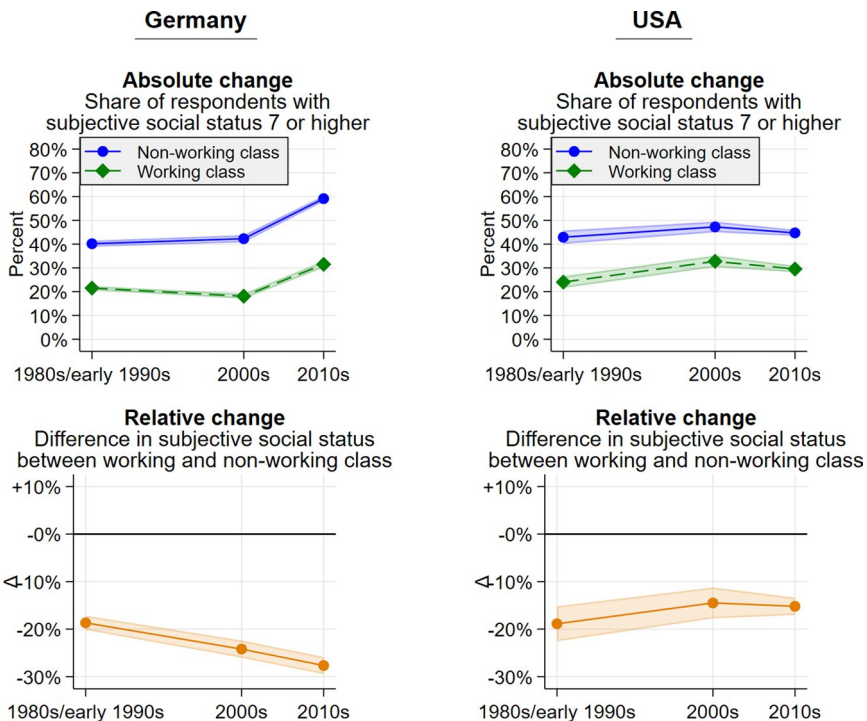 Germany
Absolute change
Share of respondents with
subjective social status 7 or higher
Non-working class
Working class
Percent
80%
70%
60%
50%
40%
30%
20%
10%
0%
1980s/early 1990s 2000s 2010s
Relative change
Difference in subjective social status
between working and non-working class
Δ
+10%
-0%
-10%
-20%
-30%
1980s/early 1990s 2000s 2010s
USA
Absolute change
Share of respondents with
subjective social status 7 or higher
Non-working class
Working class
Percent
80%
70%
60%
50%
40%
30%
20%
10%
0%
1980s/early 1990s 2000s 2010s
Relative change
Difference in subjective social status
between working and non-working class
Δ
+10%
-0%
-10%
-20%
-30%
1980s/early 1990s 2000s 2010s